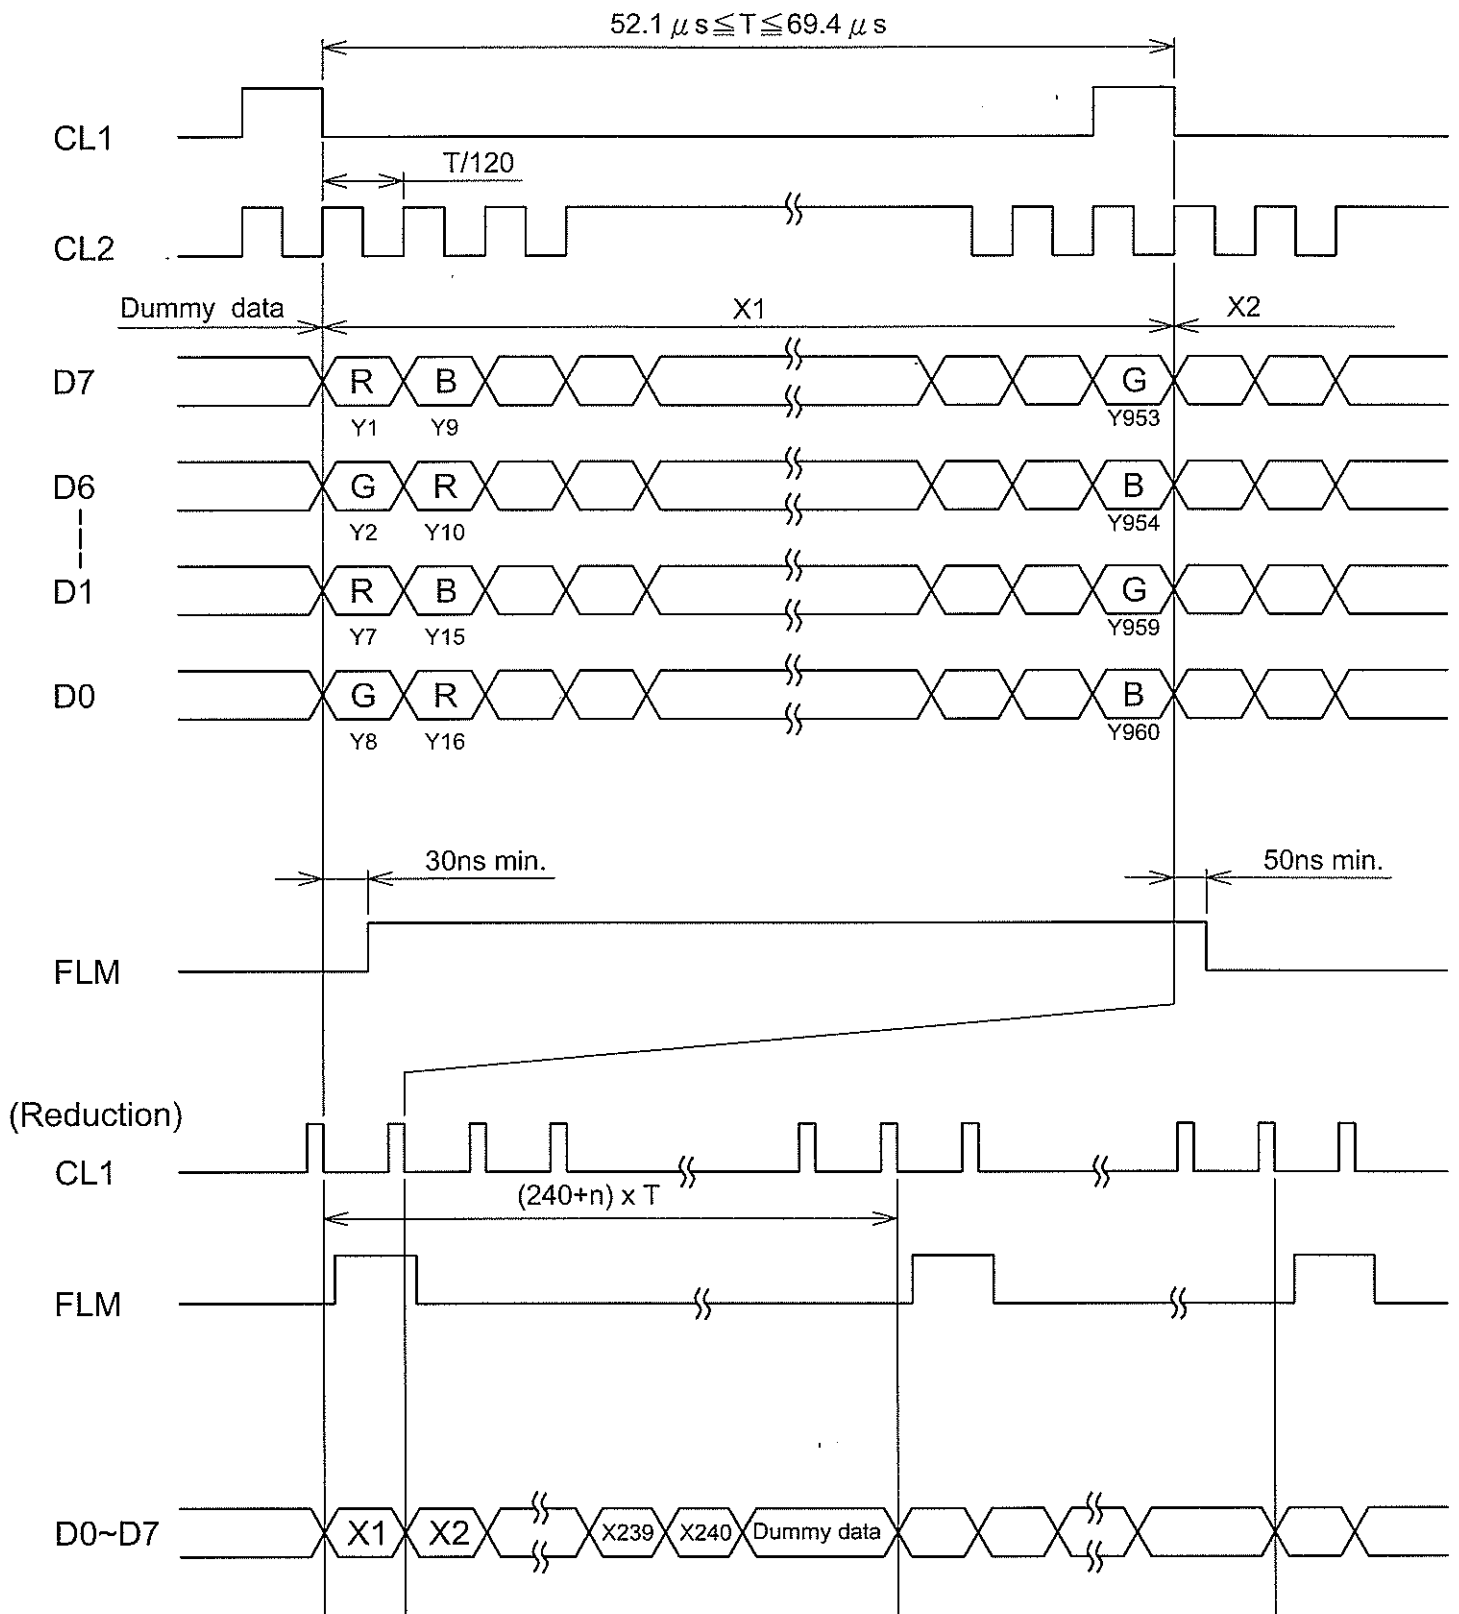 52.1 μs≦T≦69.4 μs
CL1
T/120
CL2
Dummy data X1 X2
D7 R B G
Y1 Y9 Y953
D6 G R B
Y2 Y10 Y954
D1 R B G
Y7 Y15 Y959
D0 G R B
Y8 Y16 Y960
30ns min. 50ns min.
FLM
(Reduction)
CL1
(240+n) x T
FLM
D0~D7 X1 X2 X239 X240 Dummy data